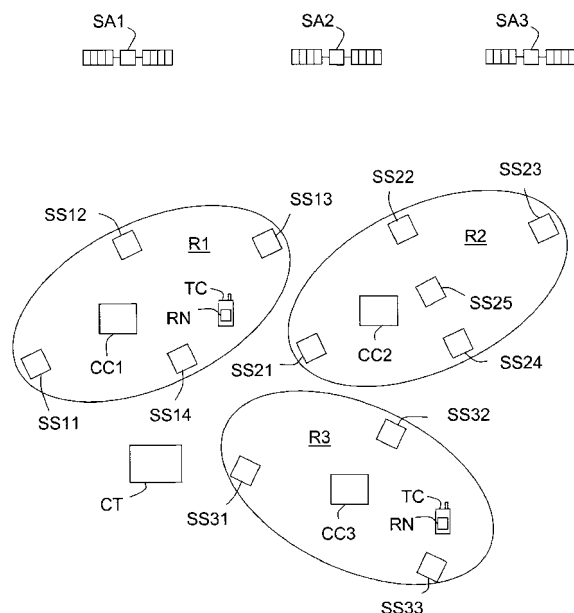 SA1
SA2
SA3
SS23
SS22
SS13
SS12
R1
R2
TC
SS25
RN
CC1
CC2
SS24
SS21
SS11
SS14
SS32
R3
CT
SS31
TC
RN
CC3
SS33